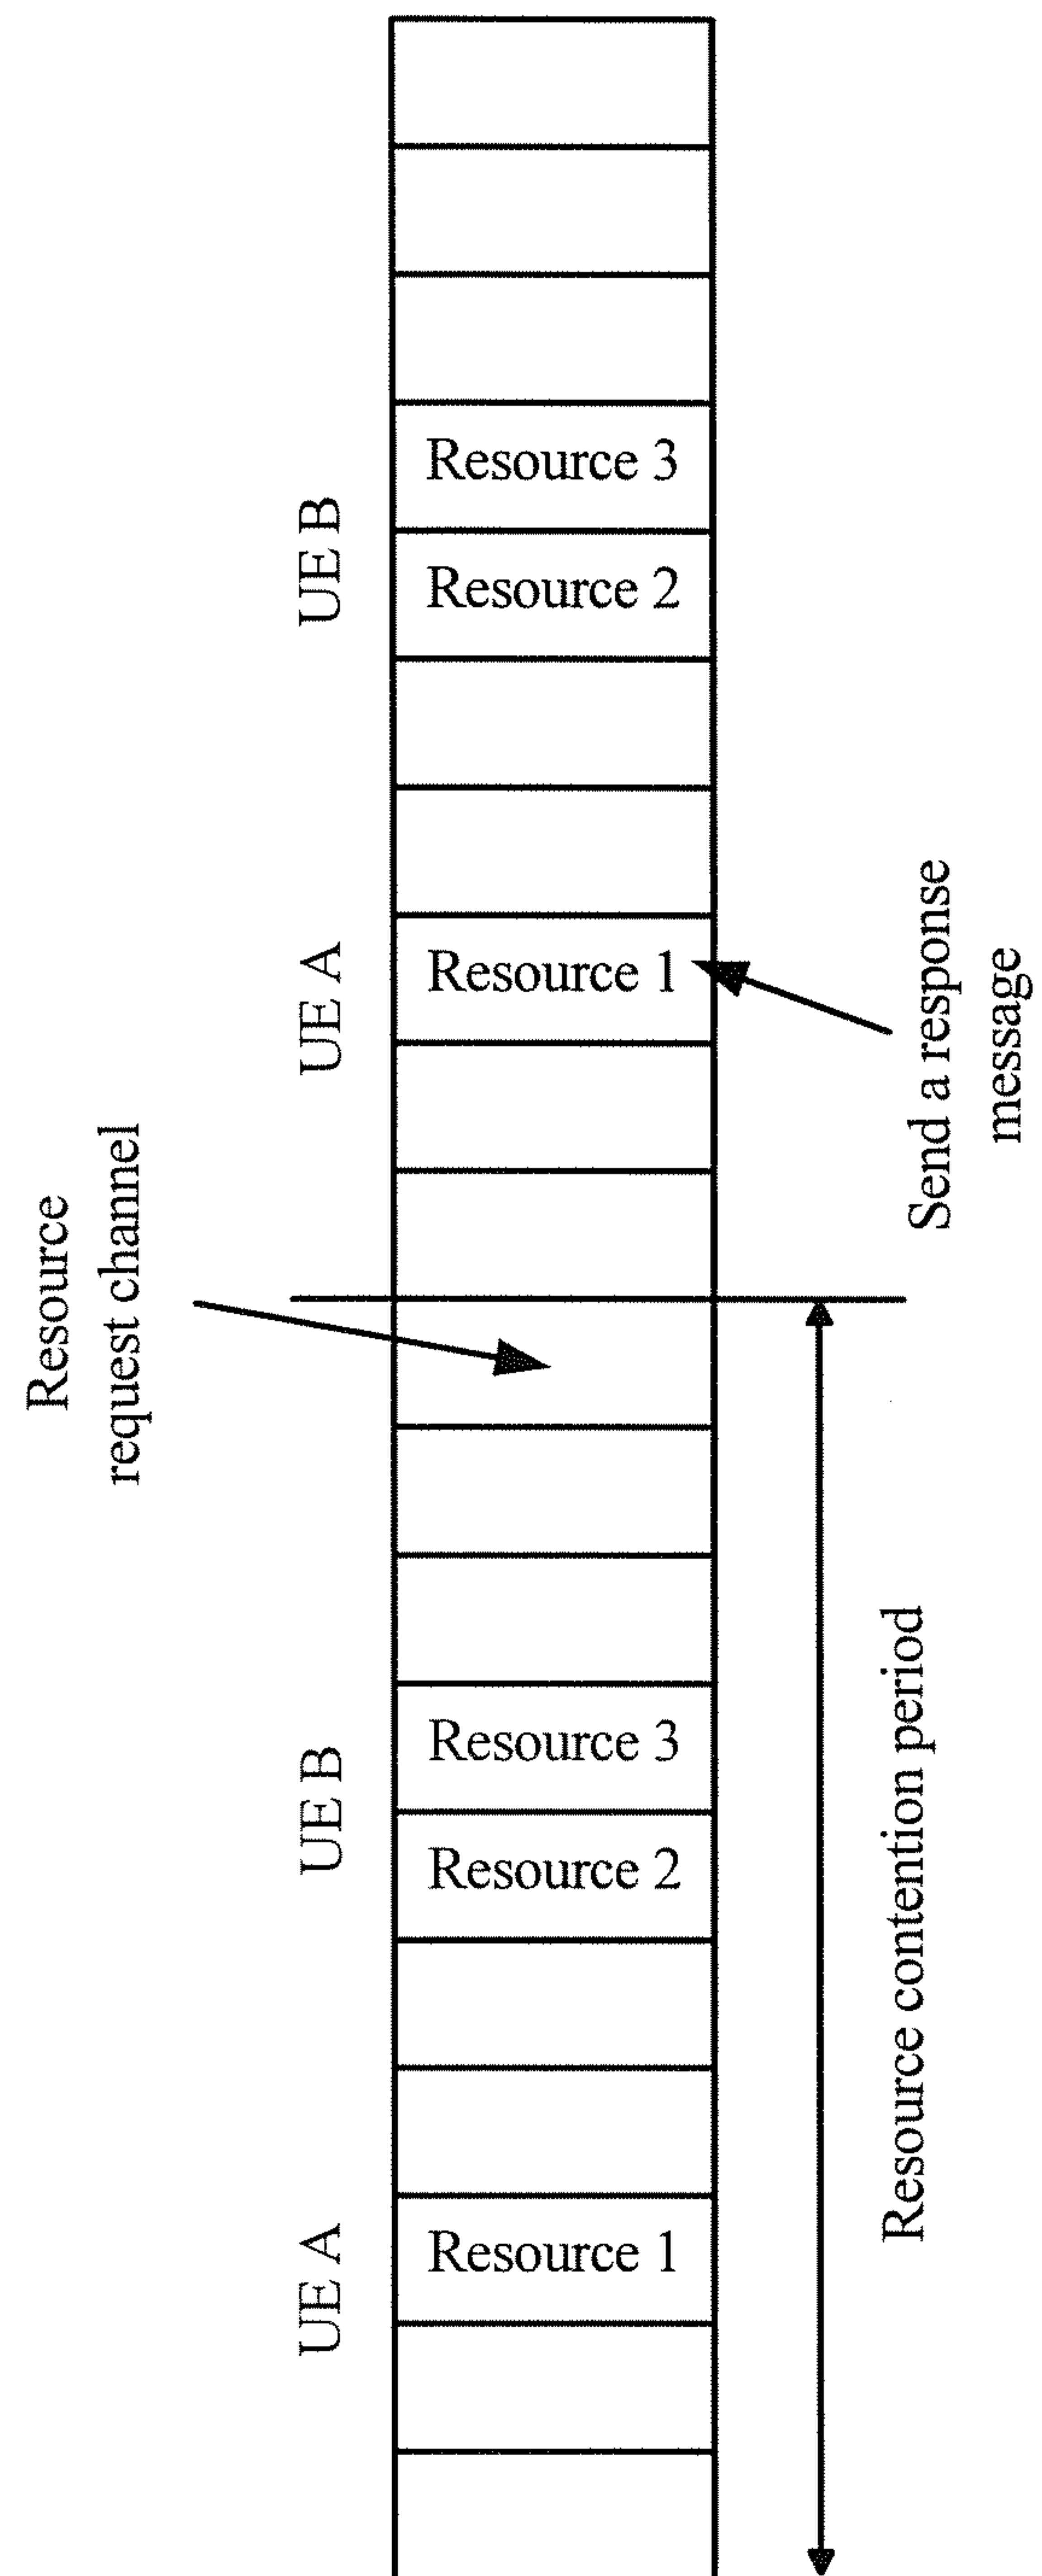 Resource 3
Resource 2
UE B
Resource 1
UE A
Send a response
message
Resource
request channel
Resource 3
Resource 2
UE B
Resource contention period
Resource 1
UE A